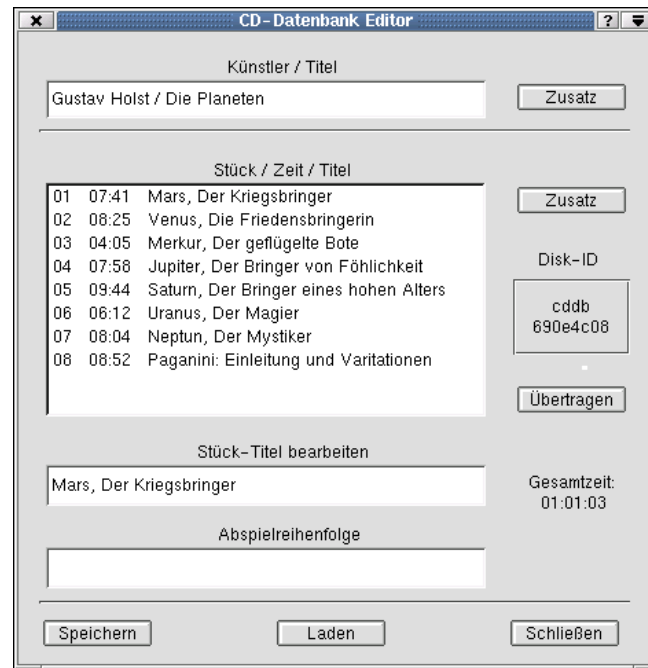 CD-Datenbank Editor
?
Künstler / Titel
Gustav Holst / Die Planeten
Zusatz
Stück / Zeit / Titel
01 07:41 Mars, Der Kriegsbringer
02 08:25 Venus, Die Friedensbringerin
03 04:05 Merkur, Der geflügelte Bote
04 07:58 Jupiter, Der Bringer von Föhlichkeit
05 09:44 Saturn, Der Bringer eines hohen Alters
06 06:12 Uranus, Der Magier
07 08:04 Neptun, Der Mystiker
08 08:52 Paganini: Einleitung und Varitationen
Zusatz
Disk-ID
cddb
690e4c08
Übertragen
Stück-Titel bearbeiten
Mars, Der Kriegsbringer
Gesamtzeit:
01:01:03
Abspielreihenfolge
Speichern
Laden
Schließen